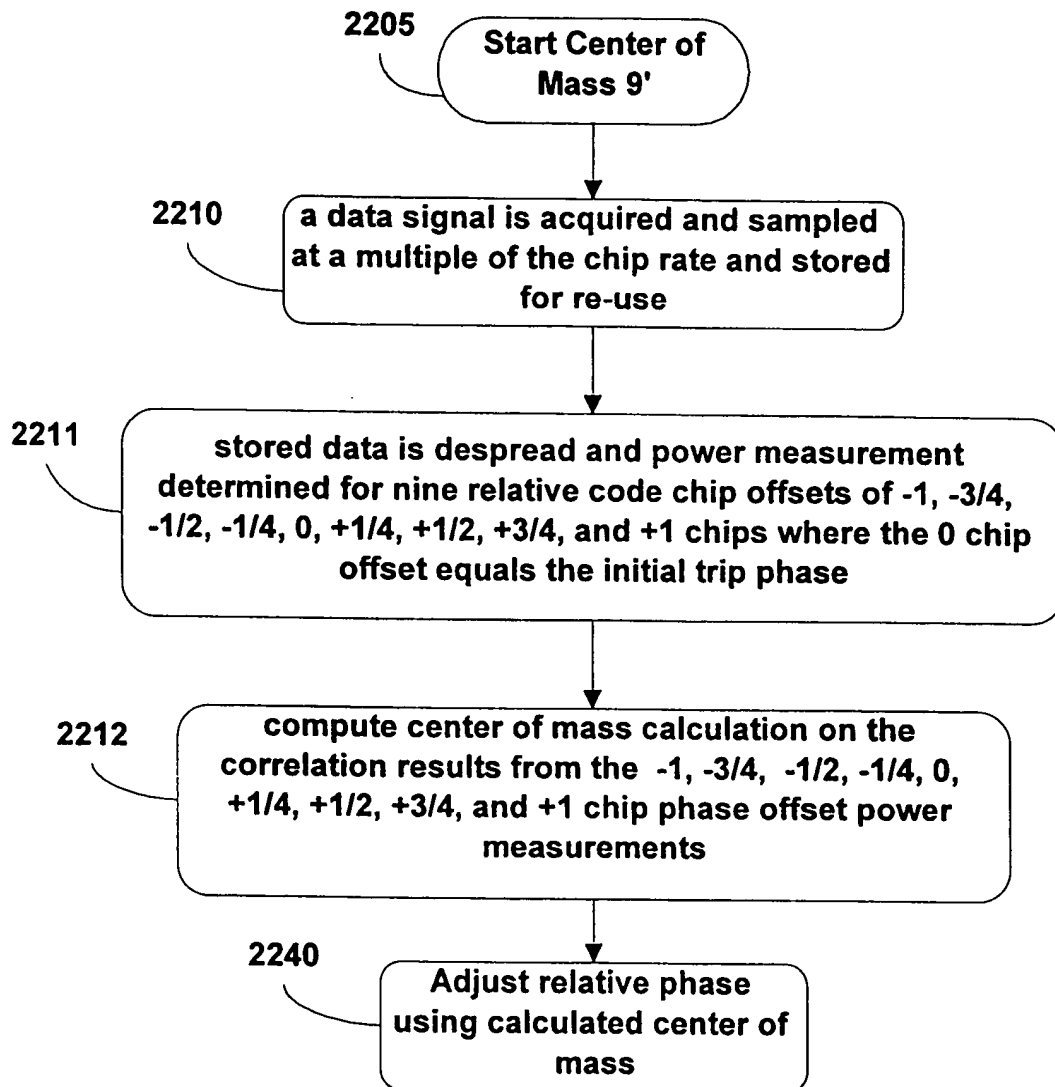 2205
Start Center of
Mass 9'
2210
a data signal is acquired and sampled
at a multiple of the chip rate and stored
for re-use
2211
stored data is despread and power measurement
determined for nine relative code chip offsets of -1, -3/4,
-1/2, -1/4, 0, +1/4, +1/2, +3/4, and +1 chips where the 0 chip
offset equals the initial trip phase
2212
compute center of mass calculation on the
correlation results from the -1, -3/4, -1/2, -1/4, 0,
+1/4, +1/2, +3/4, and +1 chip phase offset power
measurements
2240
Adjust relative phase
using calculated center of
mass